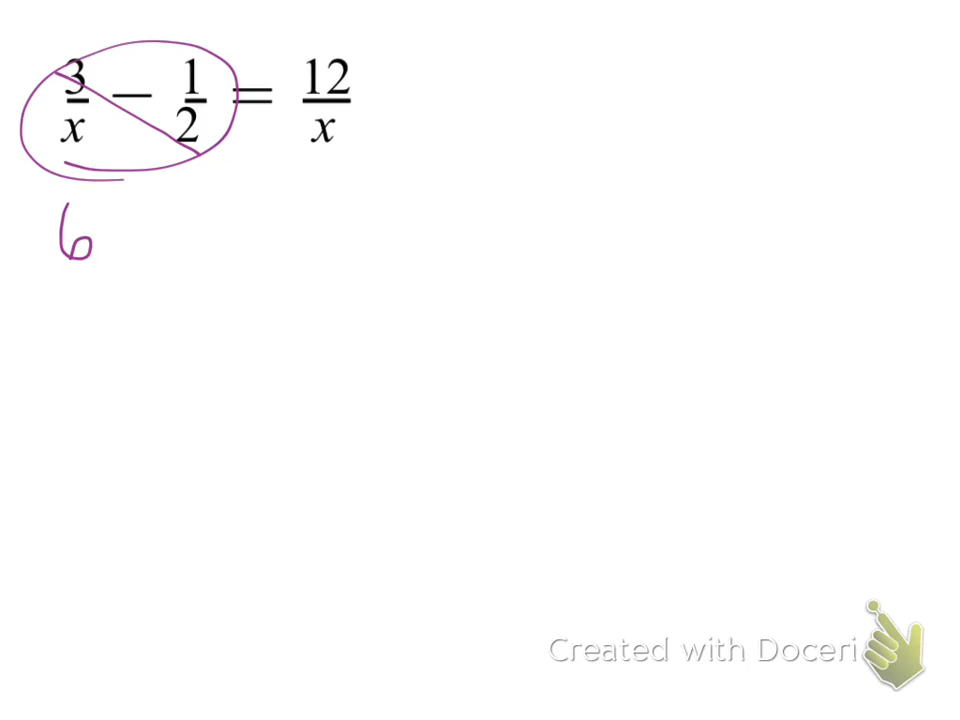 3/x − 1/2 = 12/x
6
Created with Doceri